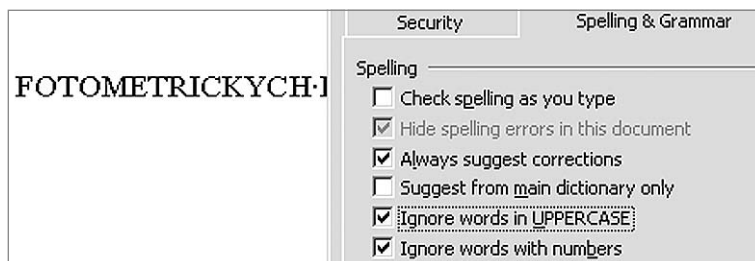 Security Spelling & Grammar
Spelling
FOTOMETRICKYCH·
Check spelling as you type
Hide spelling errors in this document
Always suggest corrections
Suggest from main dictionary only
Ignore words in UPPERCASE
Ignore words with numbers